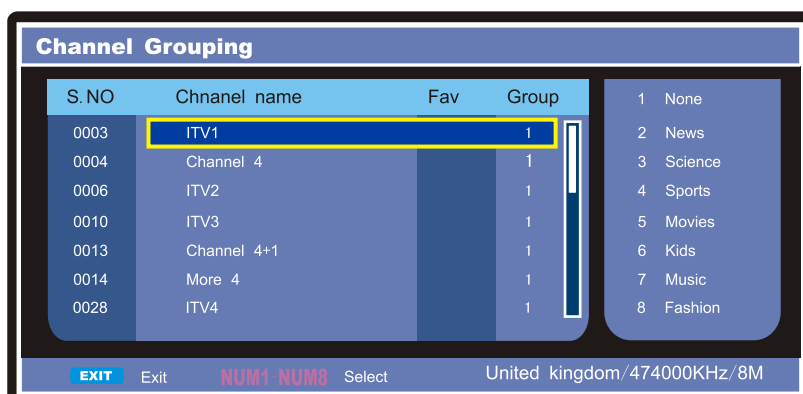 Channel Grouping
S. NO Chnanel name Fav Group
0003 ITV1 1
0004 Channel 4 1
0006 ITV2 1
0010 ITV3 1
0013 Channel 4+1 1
0014 More 4 1
0028 ITV4 1
1 None
2 News
3 Science
4 Sports
5 Movies
6 Kids
7 Music
8 Fashion
EXIT Exit NUM1-NUM8 Select United kingdom/474000KHz/8M